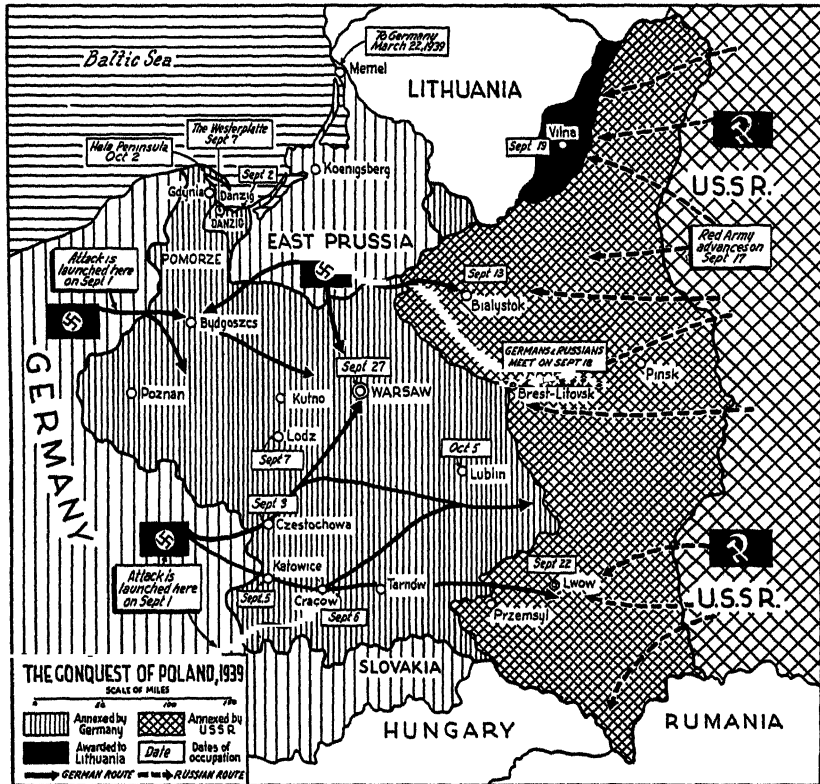 To Germany
March 22, 1939
Baltic Sea
Memel
LITHUANIA
The Westerplatte
Sept 7
Hela Peninsula
Oct 2
Sept 2
Koenigsberg
Gdynia
Danzig
DANZIG
Vilna
Sept 19
U.S.S.R.
EAST PRUSSIA
POMORZE
Red Army
advances on
Sept 17
Attack is
launched here
on Sept 1
Sept 13
Bialystok
Bydgoszcs
GERMANS & RUSSIANS
MEET ON SEPT 18
Pinsk
Sept 27
WARSAW
Brest-Litovsk
GERMANY
Poznan
Kutno
Lodz
Sept 7
Oct 5
Lublin
Sept 3
Czestochowa
Attack is
launched here
on Sept 1
Katowice
Sept. 5
Cracow
Sept 6
Tarnów
Sept 22
Lwow
Przemsyl
U.S.S.R.
SLOVAKIA
HUNGARY
RUMANIA
THE CONQUEST OF POLAND, 1939
SCALE OF MILES
0 50 100 150
Annexed by
Germany
Annexed by
USSR
Awarded to
Lithuania
Date
Dates of
occupation
GERMAN ROUTE
RUSSIAN ROUTE